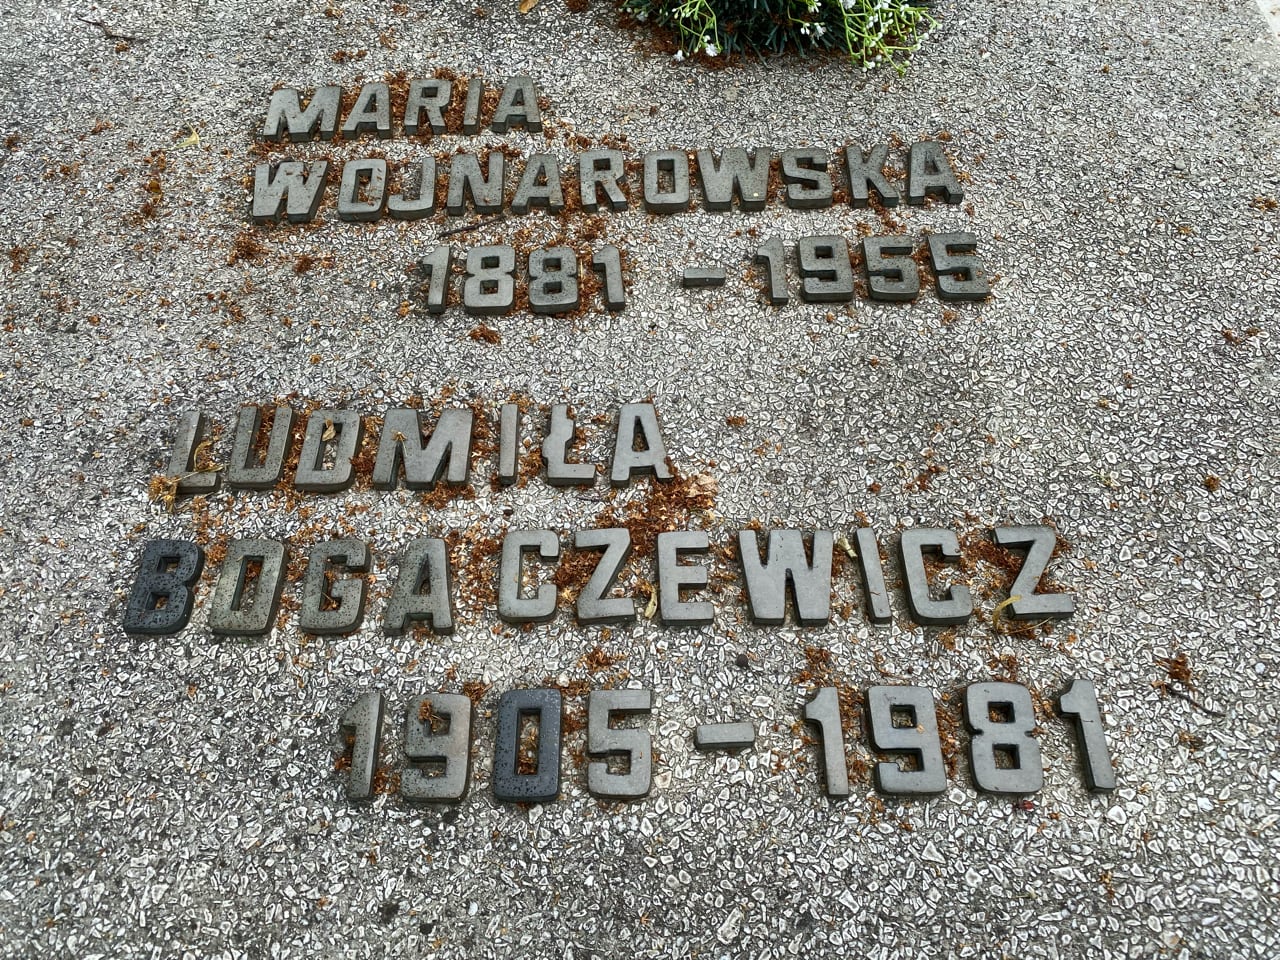 MARIA
WOJNAROWSKA
1881 - 1955
LUDMIŁA
BOGACZEWICZ
1905 - 1981